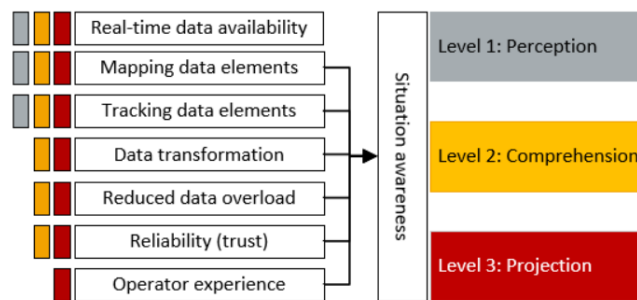 Real-time data availability
Mapping data elements
Tracking data elements
Data transformation
Reduced data overload
Reliability (trust)
Operator experience
Situation awareness
Level 1: Perception
Level 2: Comprehension
Level 3: Projection